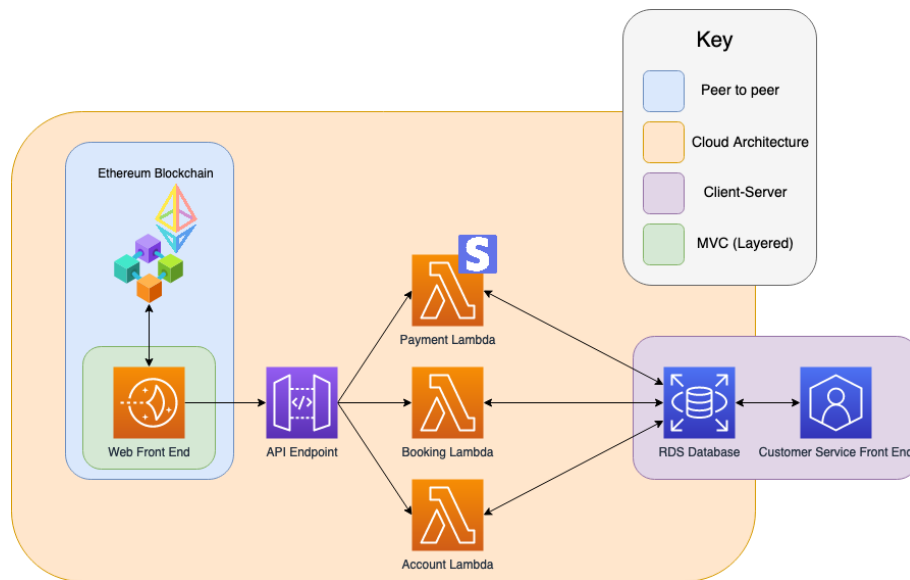 Key
Peer to peer
Cloud Architecture
Client-Server
MVC (Layered)
Ethereum Blockchain
S
Payment Lambda
Web Front End
</>
API Endpoint
Booking Lambda
RDS Database
Customer Service Front End
Account Lambda